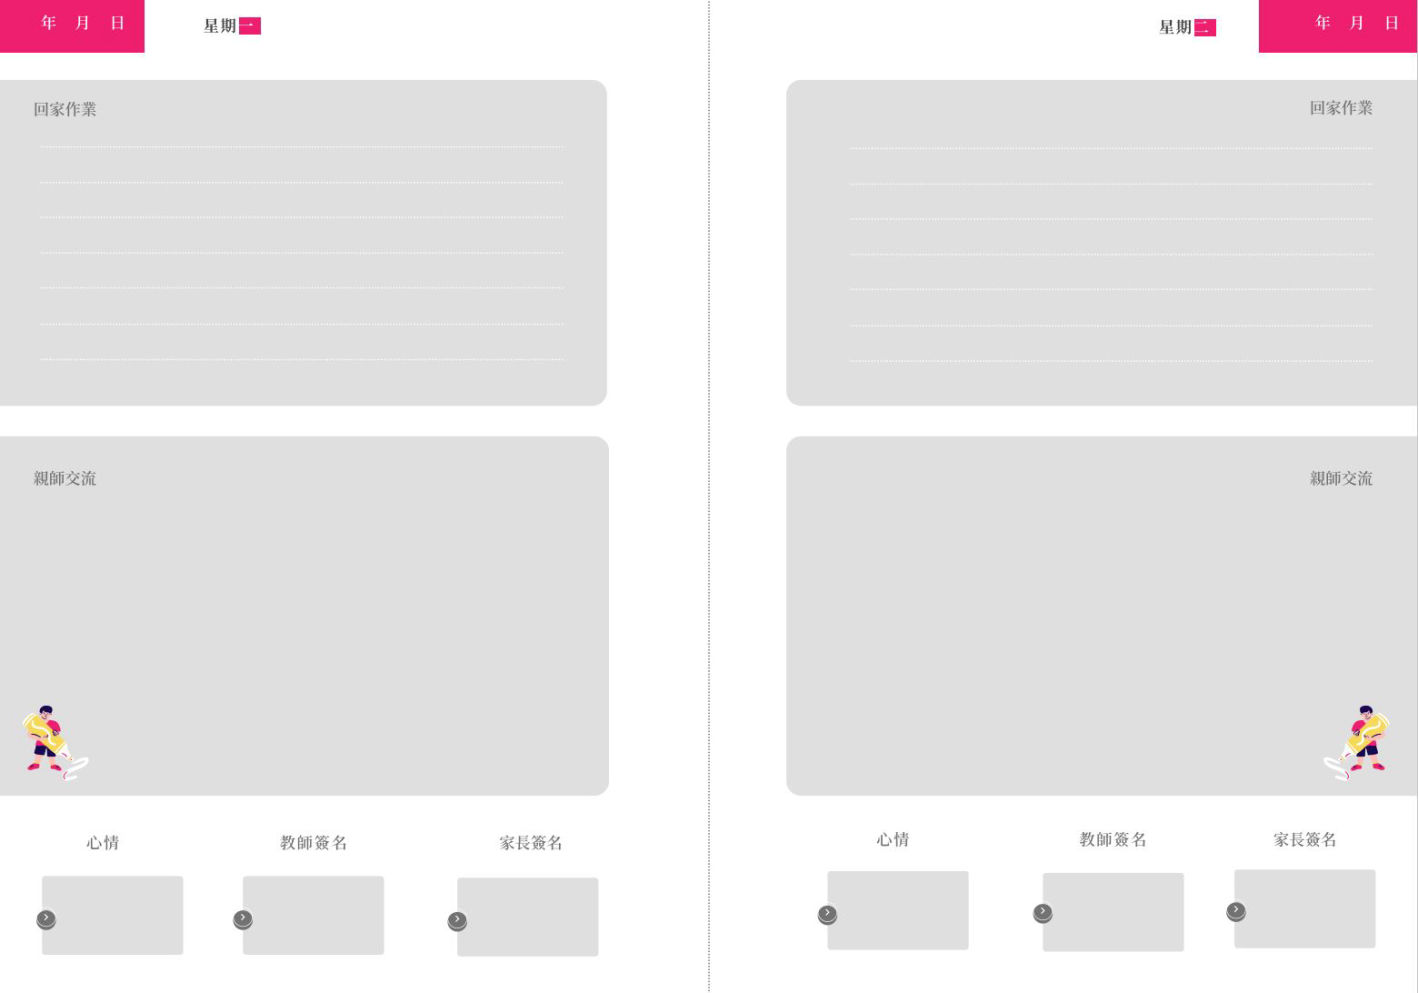 年 月 日
星期一
回家作業
親師交流
心情
教師簽名
家長簽名
星期二
年 月 日
回家作業
親師交流
心情
教師簽名
家長簽名